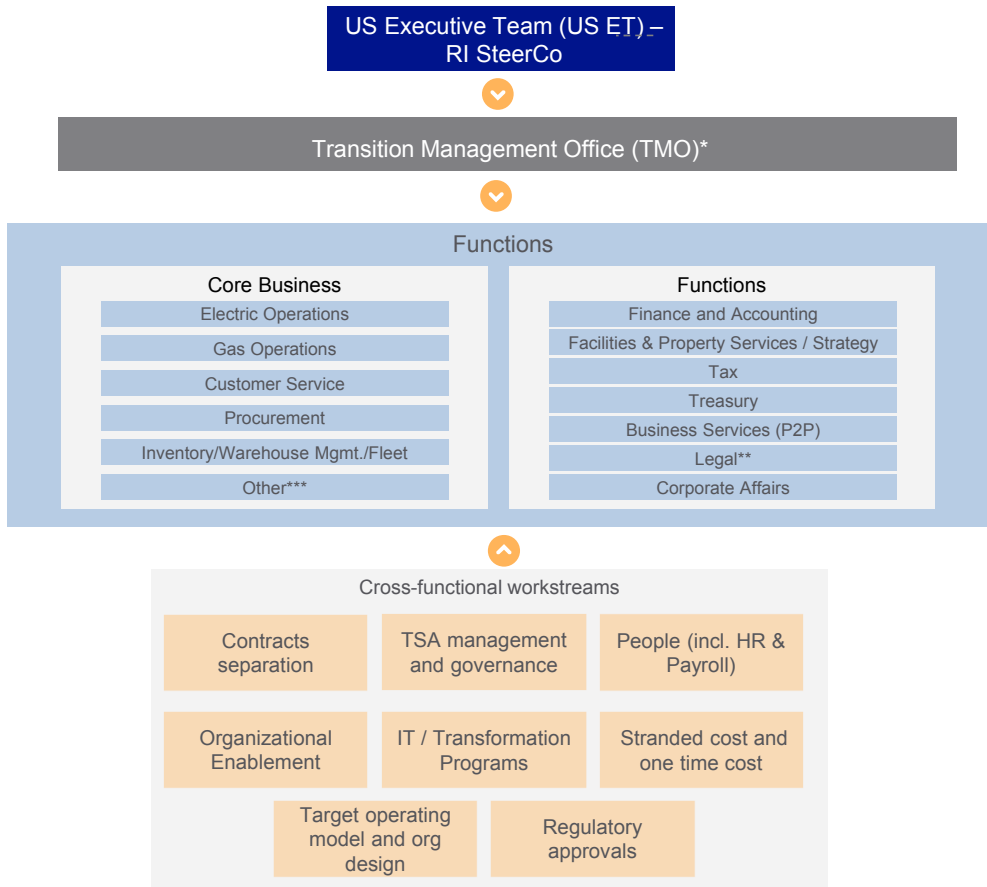 US Executive Team (US ET) –
RI SteerCo
Transition Management Office (TMO)*
Functions
Core Business
Electric Operations
Gas Operations
Customer Service
Procurement
Inventory/Warehouse Mgmt./Fleet
Other***
Functions
Finance and Accounting
Facilities & Property Services / Strategy
Tax
Treasury
Business Services (P2P)
Legal**
Corporate Affairs
Cross-functional workstreams
Contracts
separation
TSA management
and governance
People (incl. HR &
Payroll)
Organizational
Enablement
IT / Transformation
Programs
Stranded cost and
one time cost
Target operating
model and org
design
Regulatory
approvals